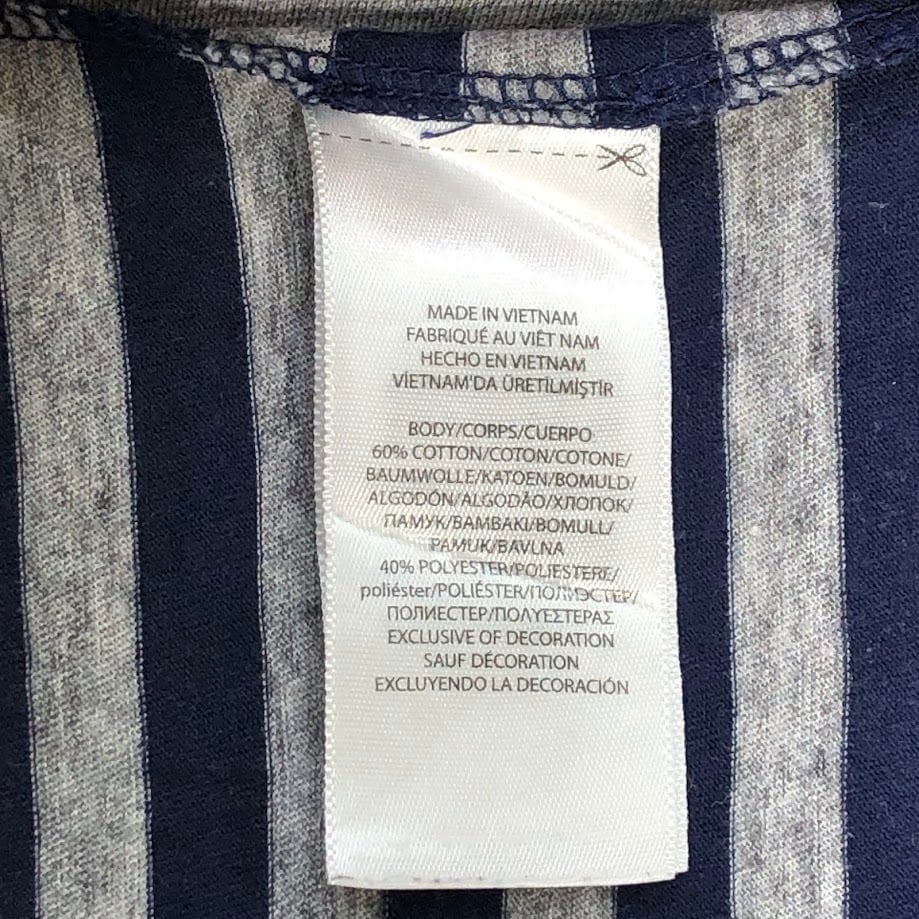 MADE IN VIETNAM
FABRIQUÉ AU VIÊT NAM
HECHO EN VIETNAM
VİETNAM'DA ÜRETİLMİŞTİR
BODY/CORPS/CUERPO
60% COTTON/COTON/COTONE/
BAUMWOLLE/KATOEN/BOMULD/
ALGODÓN/ALGODÃO/ХЛОПОК/
ПАМУК/ΒΑΜΒΑΚΙ/BOMULL/
PAMUK/BAVLNA
40% POLYESTER/POLIESTERE/
poliéster/POLIÉSTER/ПОЛИЭСТЕР/
ПОЛИЕСТЕР/ΠΟΛΥΕΣΤΕΡΑΣ
EXCLUSIVE OF DECORATION
SAUF DÉCORATION
EXCLUYENDO LA DECORACIÓN